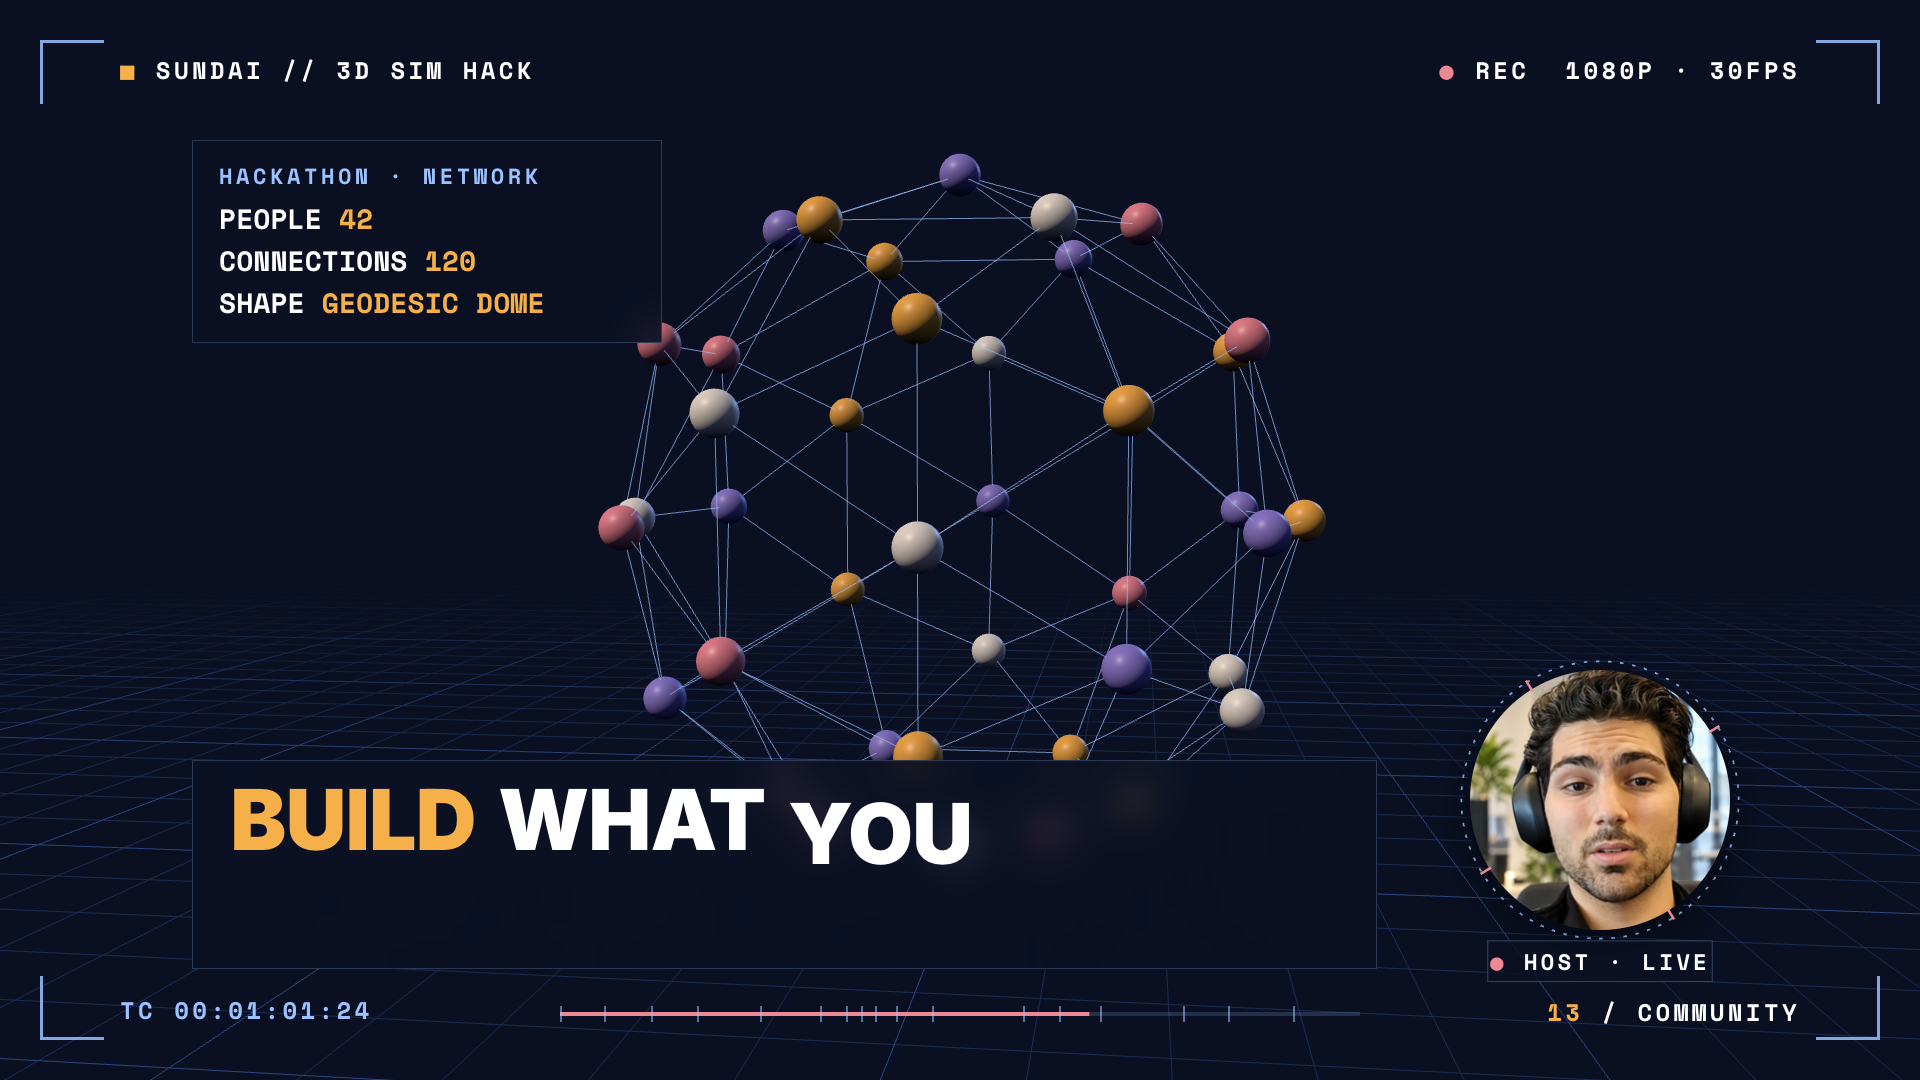 SUNDAI // 3D SIM HACK
REC 1080P · 30FPS
HACKATHON · NETWORK
PEOPLE 42
CONNECTIONS 120
SHAPE GEODESIC DOME
BUILD WHAT YOU
HOST · LIVE
TC 00:01:01:24
13 / COMMUNITY